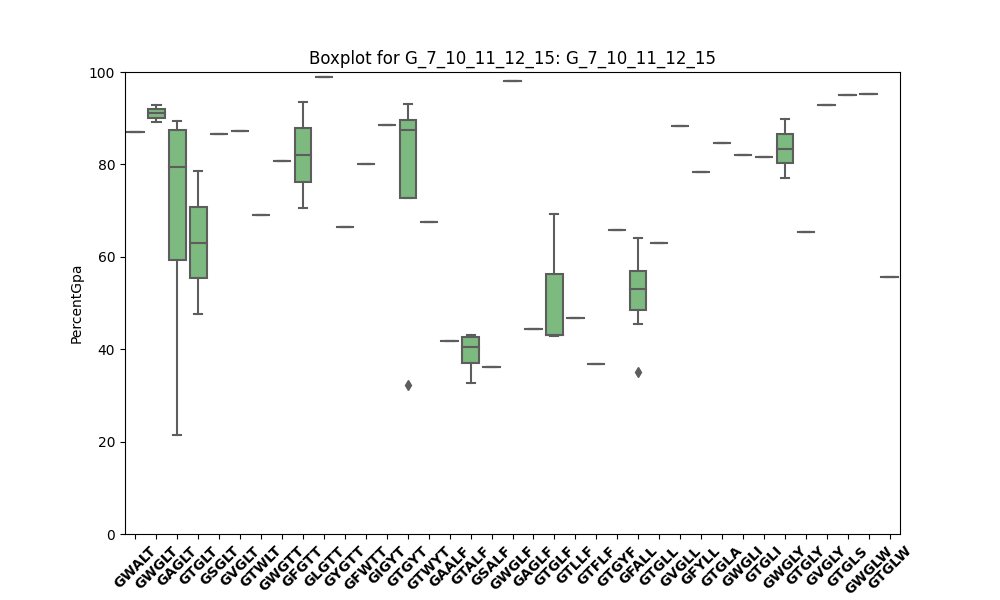 Boxplot for G_7_10_11_12_15: G_7_10_11_12_15
PercentGpa
100
80
60
40
20
0
GWALT
GWGLT
GAGLT
GTGLT
GSGLT
GVGLT
GTWLT
GWGTT
GFGTT
GLGTT
GYGTT
GFWTT
GIGYT
GTGYT
GTWYT
GAALF
GTALF
GSALF
GWGLF
GAGLF
GTGLF
GTLLF
GTFLF
GTGYF
GFALL
GTGLL
GVGLL
GFYLL
GTGLA
GWGLI
GTGLI
GWGLY
GTGLY
GVGLY
GTGLS
GWGLW
GTGLW